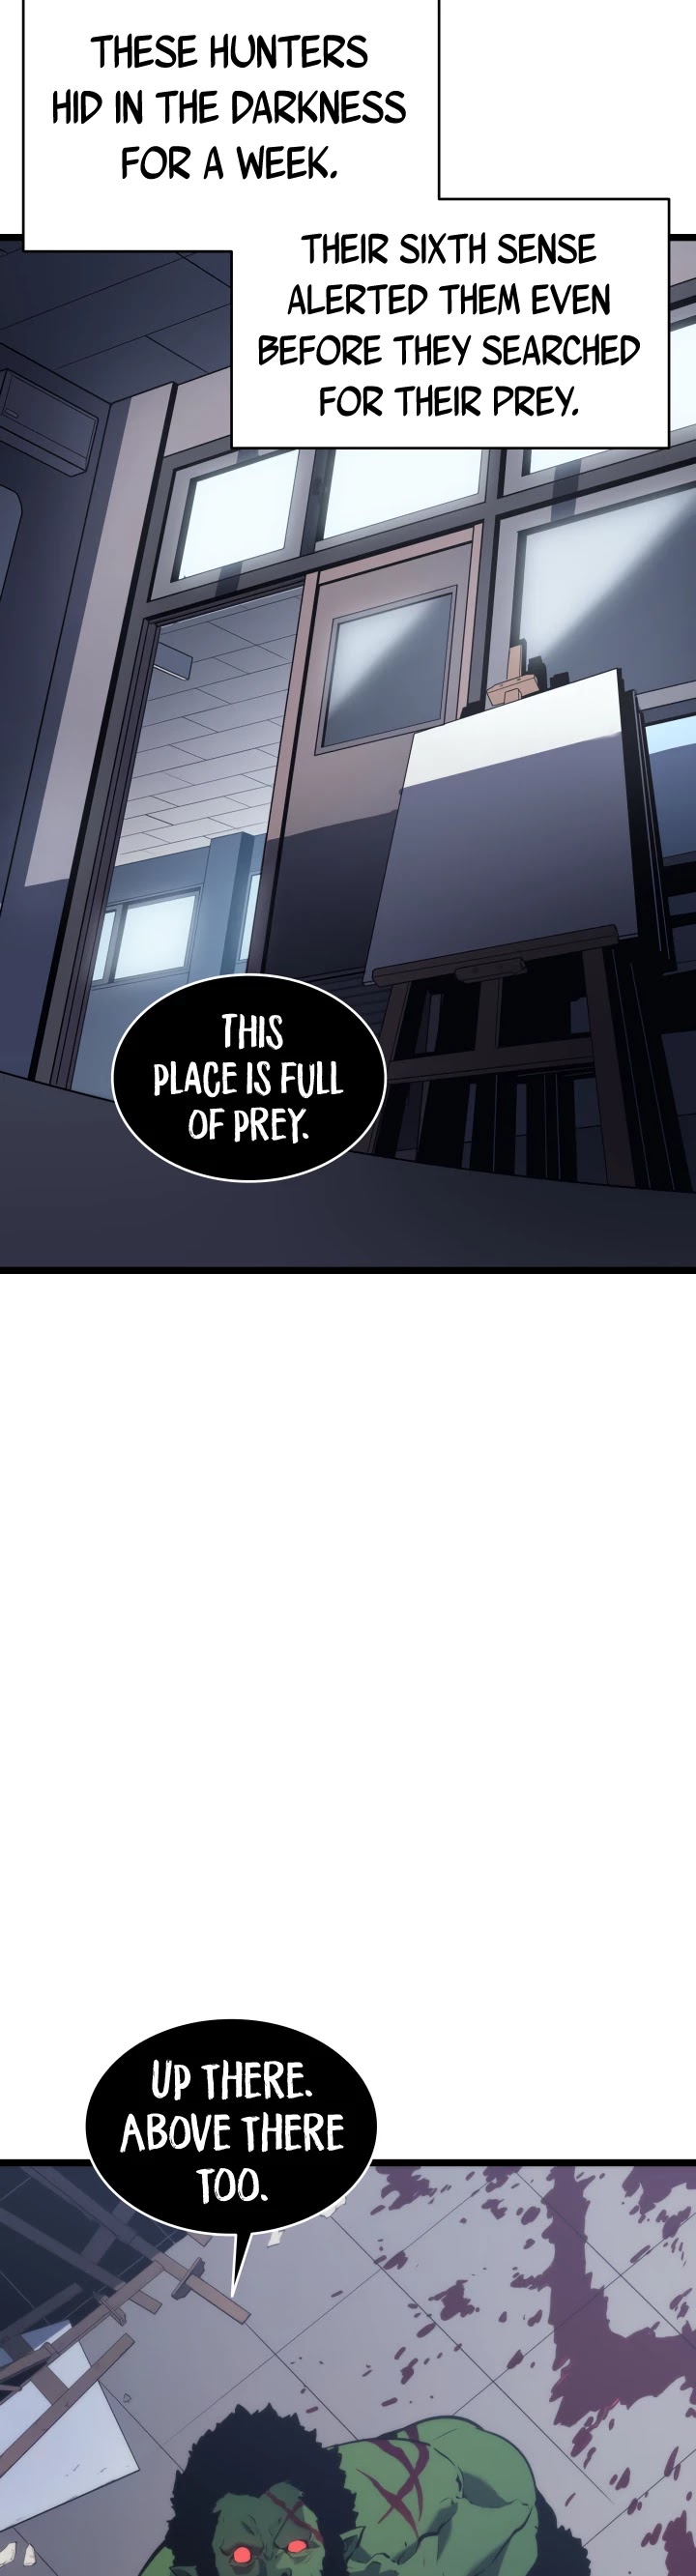 THESE HUNTERS
HID IN THE DARKNESS
FOR A WEEK.
THEIR SIXTH SENSE
ALERTED THEM EVEN
BEFORE THEY SEARCHED
FOR THEIR PREY.
THIS
PLACE IS FULL
OF PREY.
UP THERE.
ABOVE THERE
TOO.